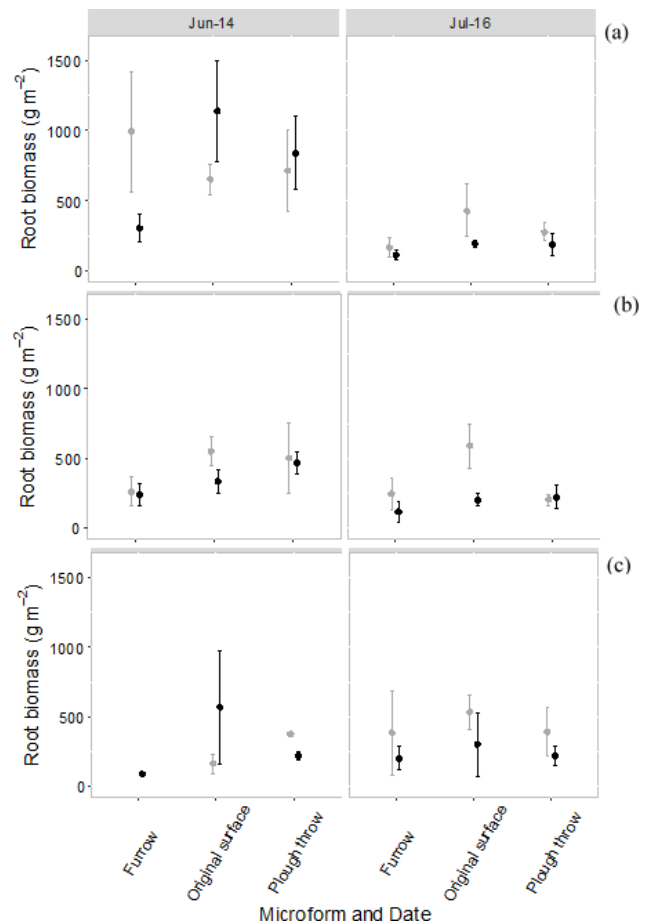 Jun-14
Jul-16
(a)
Root biomass (g m⁻²)
1500
1000
500
0
(b)
Root biomass (g m⁻²)
1500
1000
500
0
(c)
Root biomass (g m⁻²)
1500
1000
500
0
Furrow
Original surface
Plough throw
Furrow
Original surface
Plough throw
Microform and Date